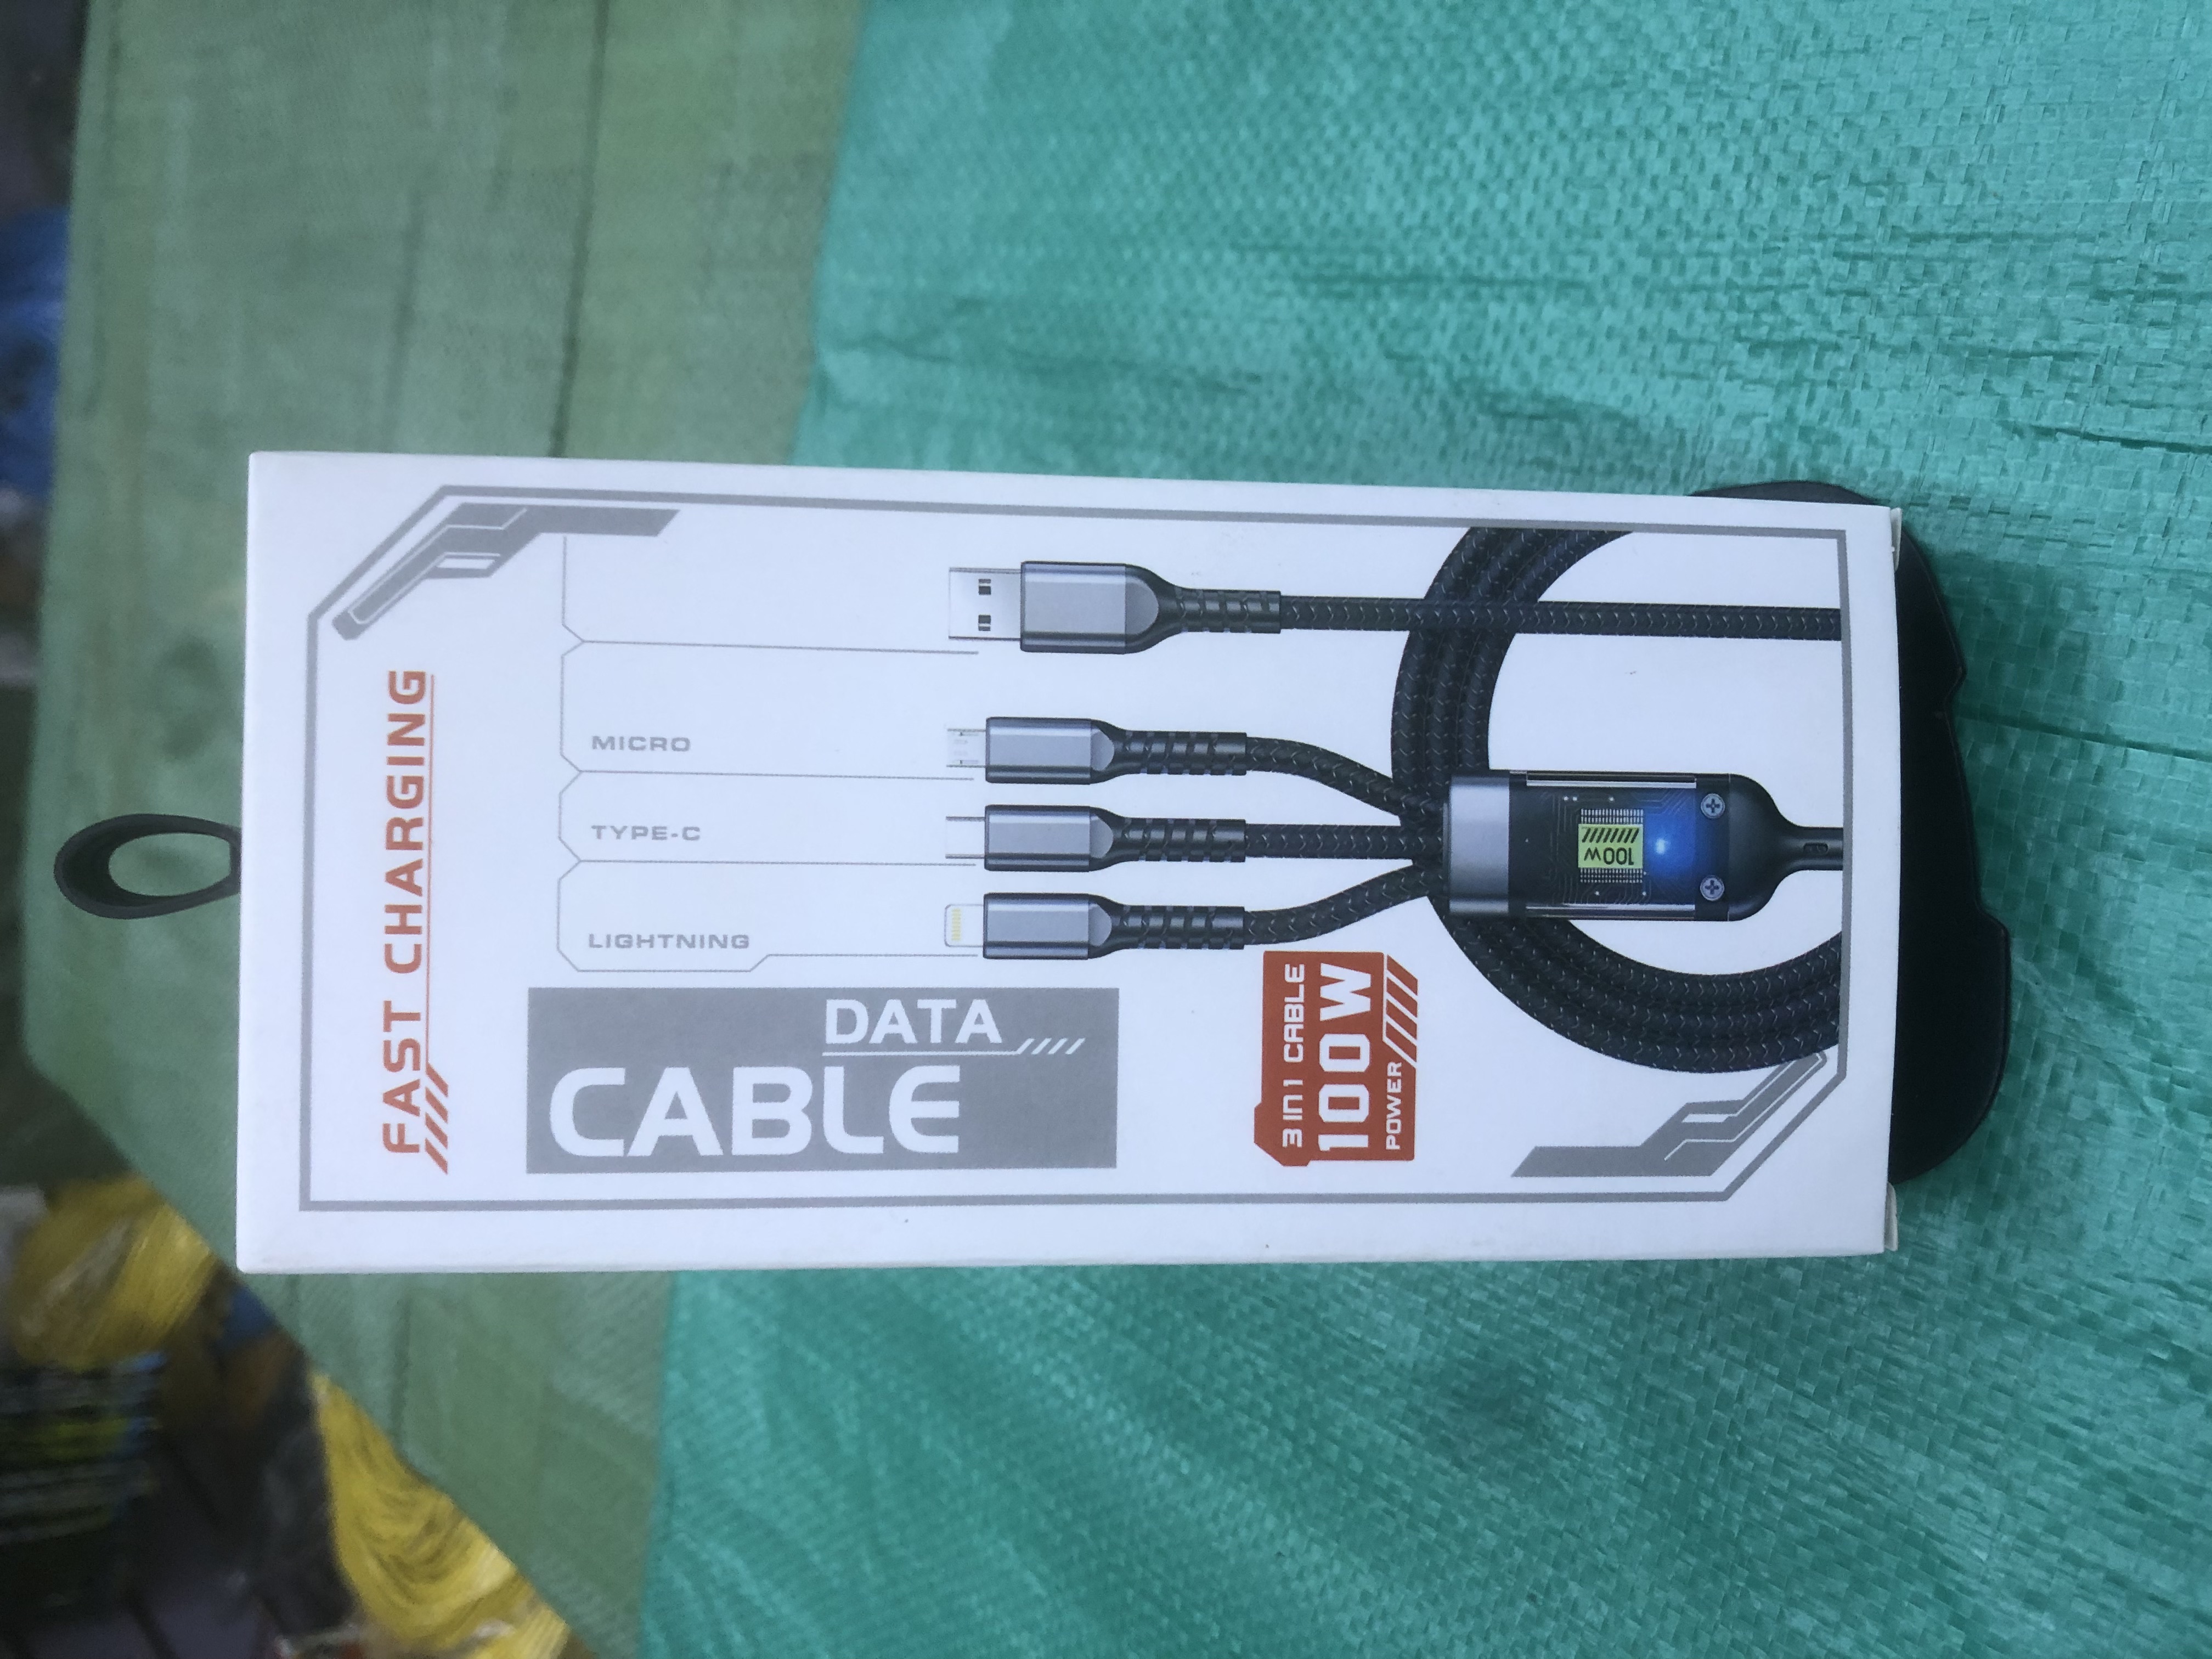 FAST CHARGING
DATA
CABLE
LIGHTNING
TYPE-C
MICRO
3 IN 1 CABLE
100W
POWER
100W